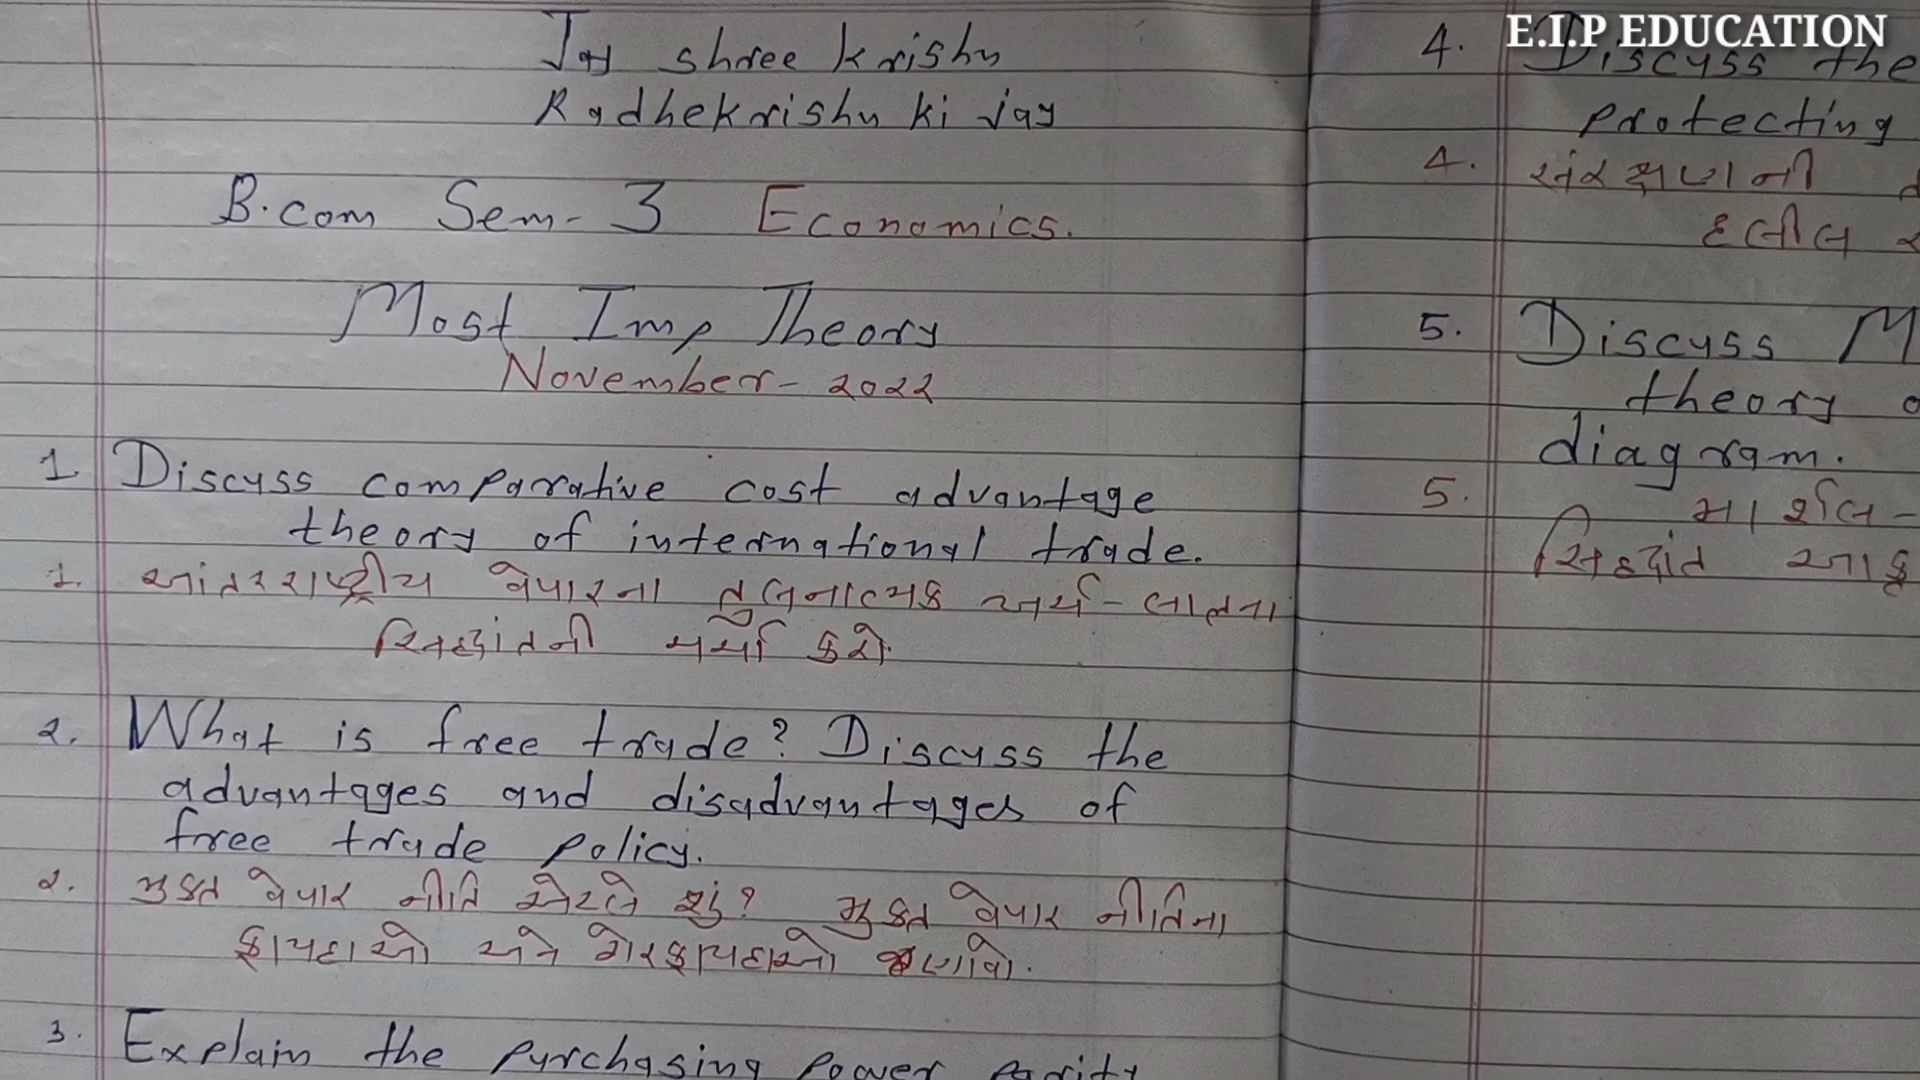 Jay shree krishn
Radhekrishn ki jay
B.com Sem-3 Economics.
Most Imp Theory
November-2022
1 Discuss comparative cost advantage
theory of international trade.
1. આંતરરાષ્ટ્રીય વેપારના તુલનાત્મક ખર્ચ-લાભના
સિદ્ધાંતની ચર્ચા કરો.
2. What is free trade? Discuss the
advantages and disadvantages of
free trade policy.
2. મુક્ત વેપાર નીતિ એટલે શું? મુક્ત વેપાર નીતિના
ફાયદાઓ અને ગેરફાયદાઓ જણાવો.
3. Explain the purchasing power parity
E.I.P EDUCATION
4. Discuss the
protecting
4. સંરક્ષણની
દલીલ
5. Discuss M
theory o
diagram.
5. માર્શલ-
સિદ્ધાંત આકૃ